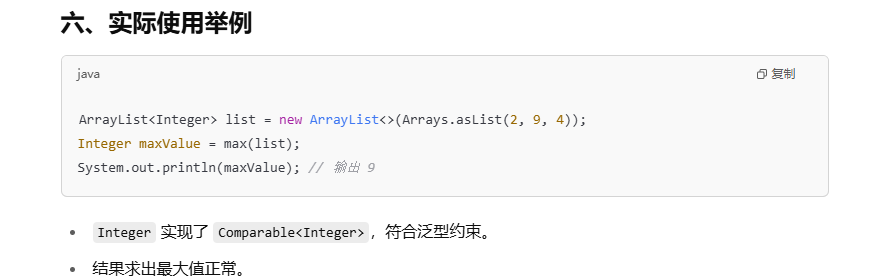 六、实际使用举例
java
复制
ArrayList<Integer> list = new ArrayList<>(Arrays.asList(2, 9, 4));
Integer maxValue = max(list);
System.out.println(maxValue); // 输出 9
• Integer 实现了 Comparable<Integer>，符合泛型约束。
• 结果求出最大值正常。